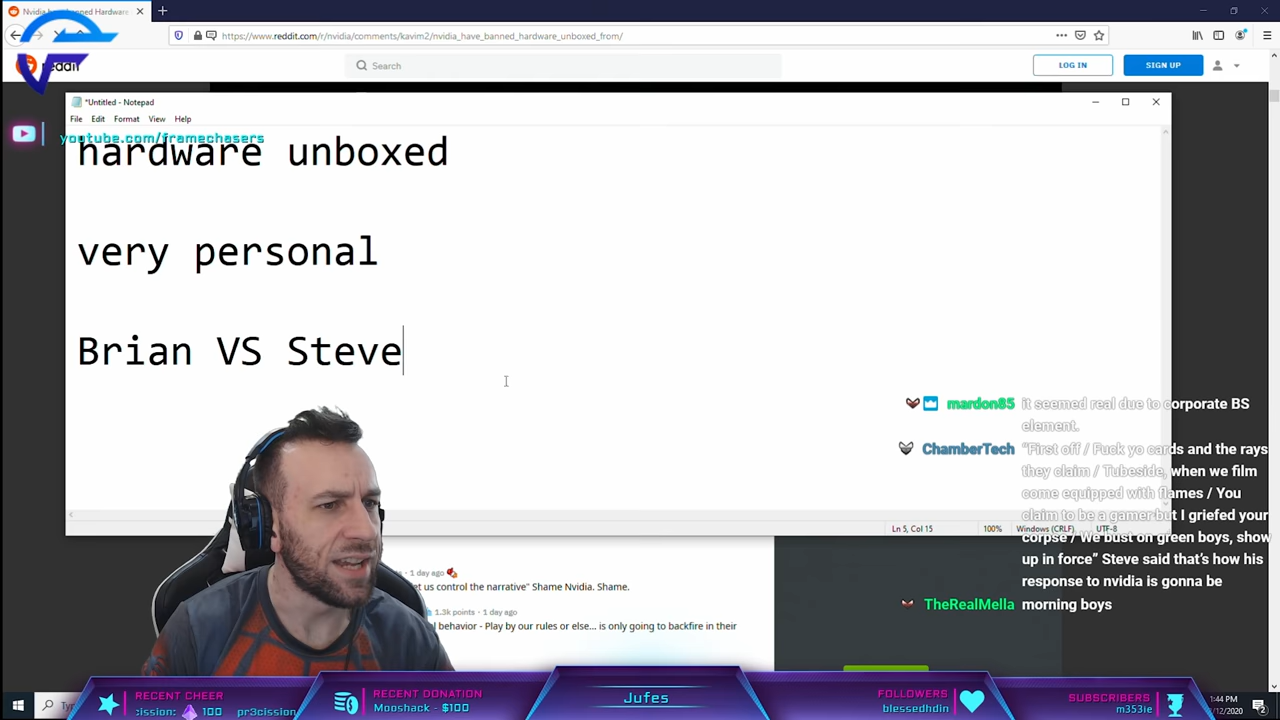 Nvidia have banned Hardware
https://www.reddit.com/r/nvidia/comments/kavim2/nvidia_have_banned_hardware_unboxed_from/
reddit
Search
LOG IN
SIGN UP
*Untitled - Notepad
File Edit Format View Help
youtube.com/framechasers
hardware unboxed
very personal
Brian VS Steve
mardon85 it seemed real due to corporate BS
element.
ChamberTech "First off / Fuck yo cards and the rays
they claim / Tubeside, when we film
come equipped with flames / You
claim to be a gamer but I griefed your
corpse / We bust on green boys, show
up in force" Steve said that's how his
response to nvidia is gonna be
TheRealMella morning boys
Ln 5, Col 15
100%
Windows (CRLF)
UTF-8
· 1 day ago
us control the narrative" Shame Nvidia. Shame.
1.3k points · 1 day ago
behavior - Play by our rules or else... is only going to backfire in their
RECENT CHEER
:ission: 100 pr3cission:
RECENT DONATION
Mooshack - $100
Jufes
FOLLOWERS
blessedhdin
SUBSCRIBERS
m353ie
1:44 PM
/12/2020